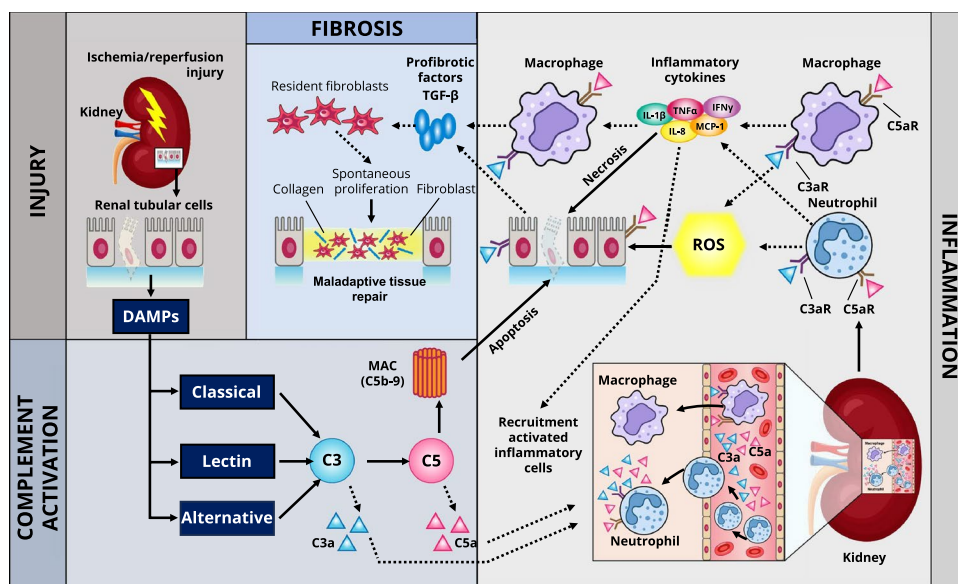 FIBROSIS
INJURY
Ischemia/reperfusion
injury
Kidney
Renal tubular cells
DAMPs
Resident fibroblasts
Profibrotic
factors
TGF-β
Spontaneous
proliferation
Collagen
Fibroblast
Maladaptive tissue
repair
Macrophage
Inflammatory
cytokines
IL-1β
TNFα
IFNγ
IL-8
MCP-1
Macrophage
C5aR
C3aR
Neutrophil
Necrosis
ROS
C3aR
C5aR
Apoptosis
INFLAMMATION
COMPLEMENT
ACTIVATION
Classical
Lectin
Alternative
C3
C5
MAC
(C5b-9)
C3a
C5a
Recruitment
activated
inflammatory
cells
Macrophage
C3a
C5a
Neutrophil
Macrophage
Neutrophil
Kidney